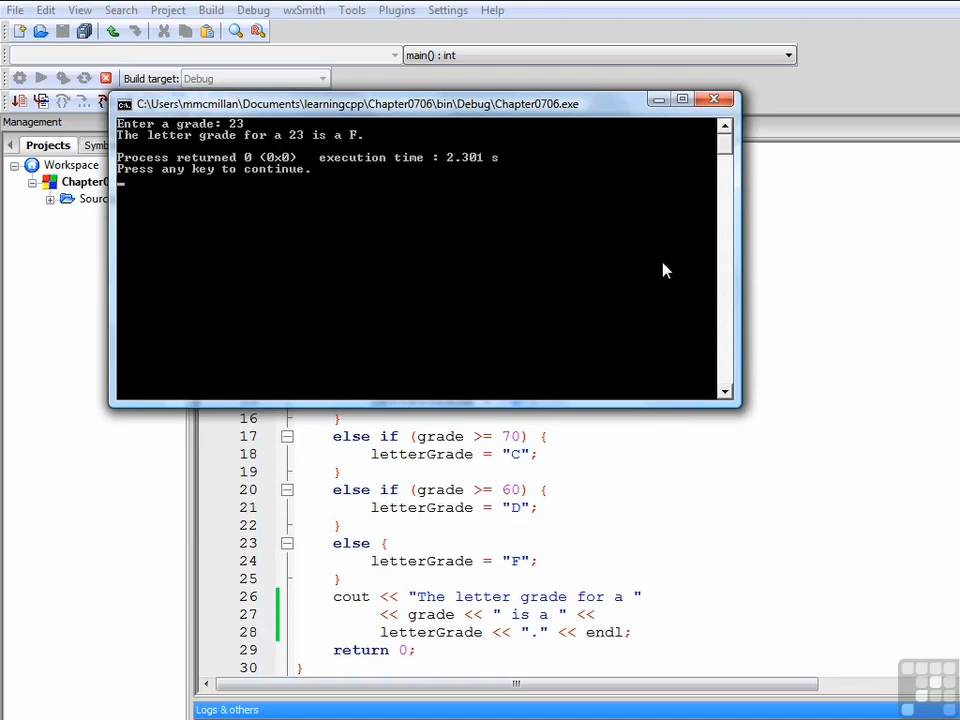 File Edit View Search Project Build Debug wxSmith Tools Plugins Settings Help
main() : int
Build target: Debug
Management
C:\Users\mmcmillan\Documents\learningcpp\Chapter0706\bin\Debug\Chapter0706.exe
Enter a grade: 23
The letter grade for a 23 is a F.
Process returned 0 (0x0) execution time : 2.301 s
Press any key to continue.
Projects Symb
Workspace
Chapter0
Sourc
16 }
17 else if (grade >= 70) {
18 letterGrade = "C";
19 }
20 else if (grade >= 60) {
21 letterGrade = "D";
22 }
23 else {
24 letterGrade = "F";
25 }
26 cout << "The letter grade for a "
27 << grade << " is a " <<
28 letterGrade << "." << endl;
29 return 0;
30 }
Logs & others